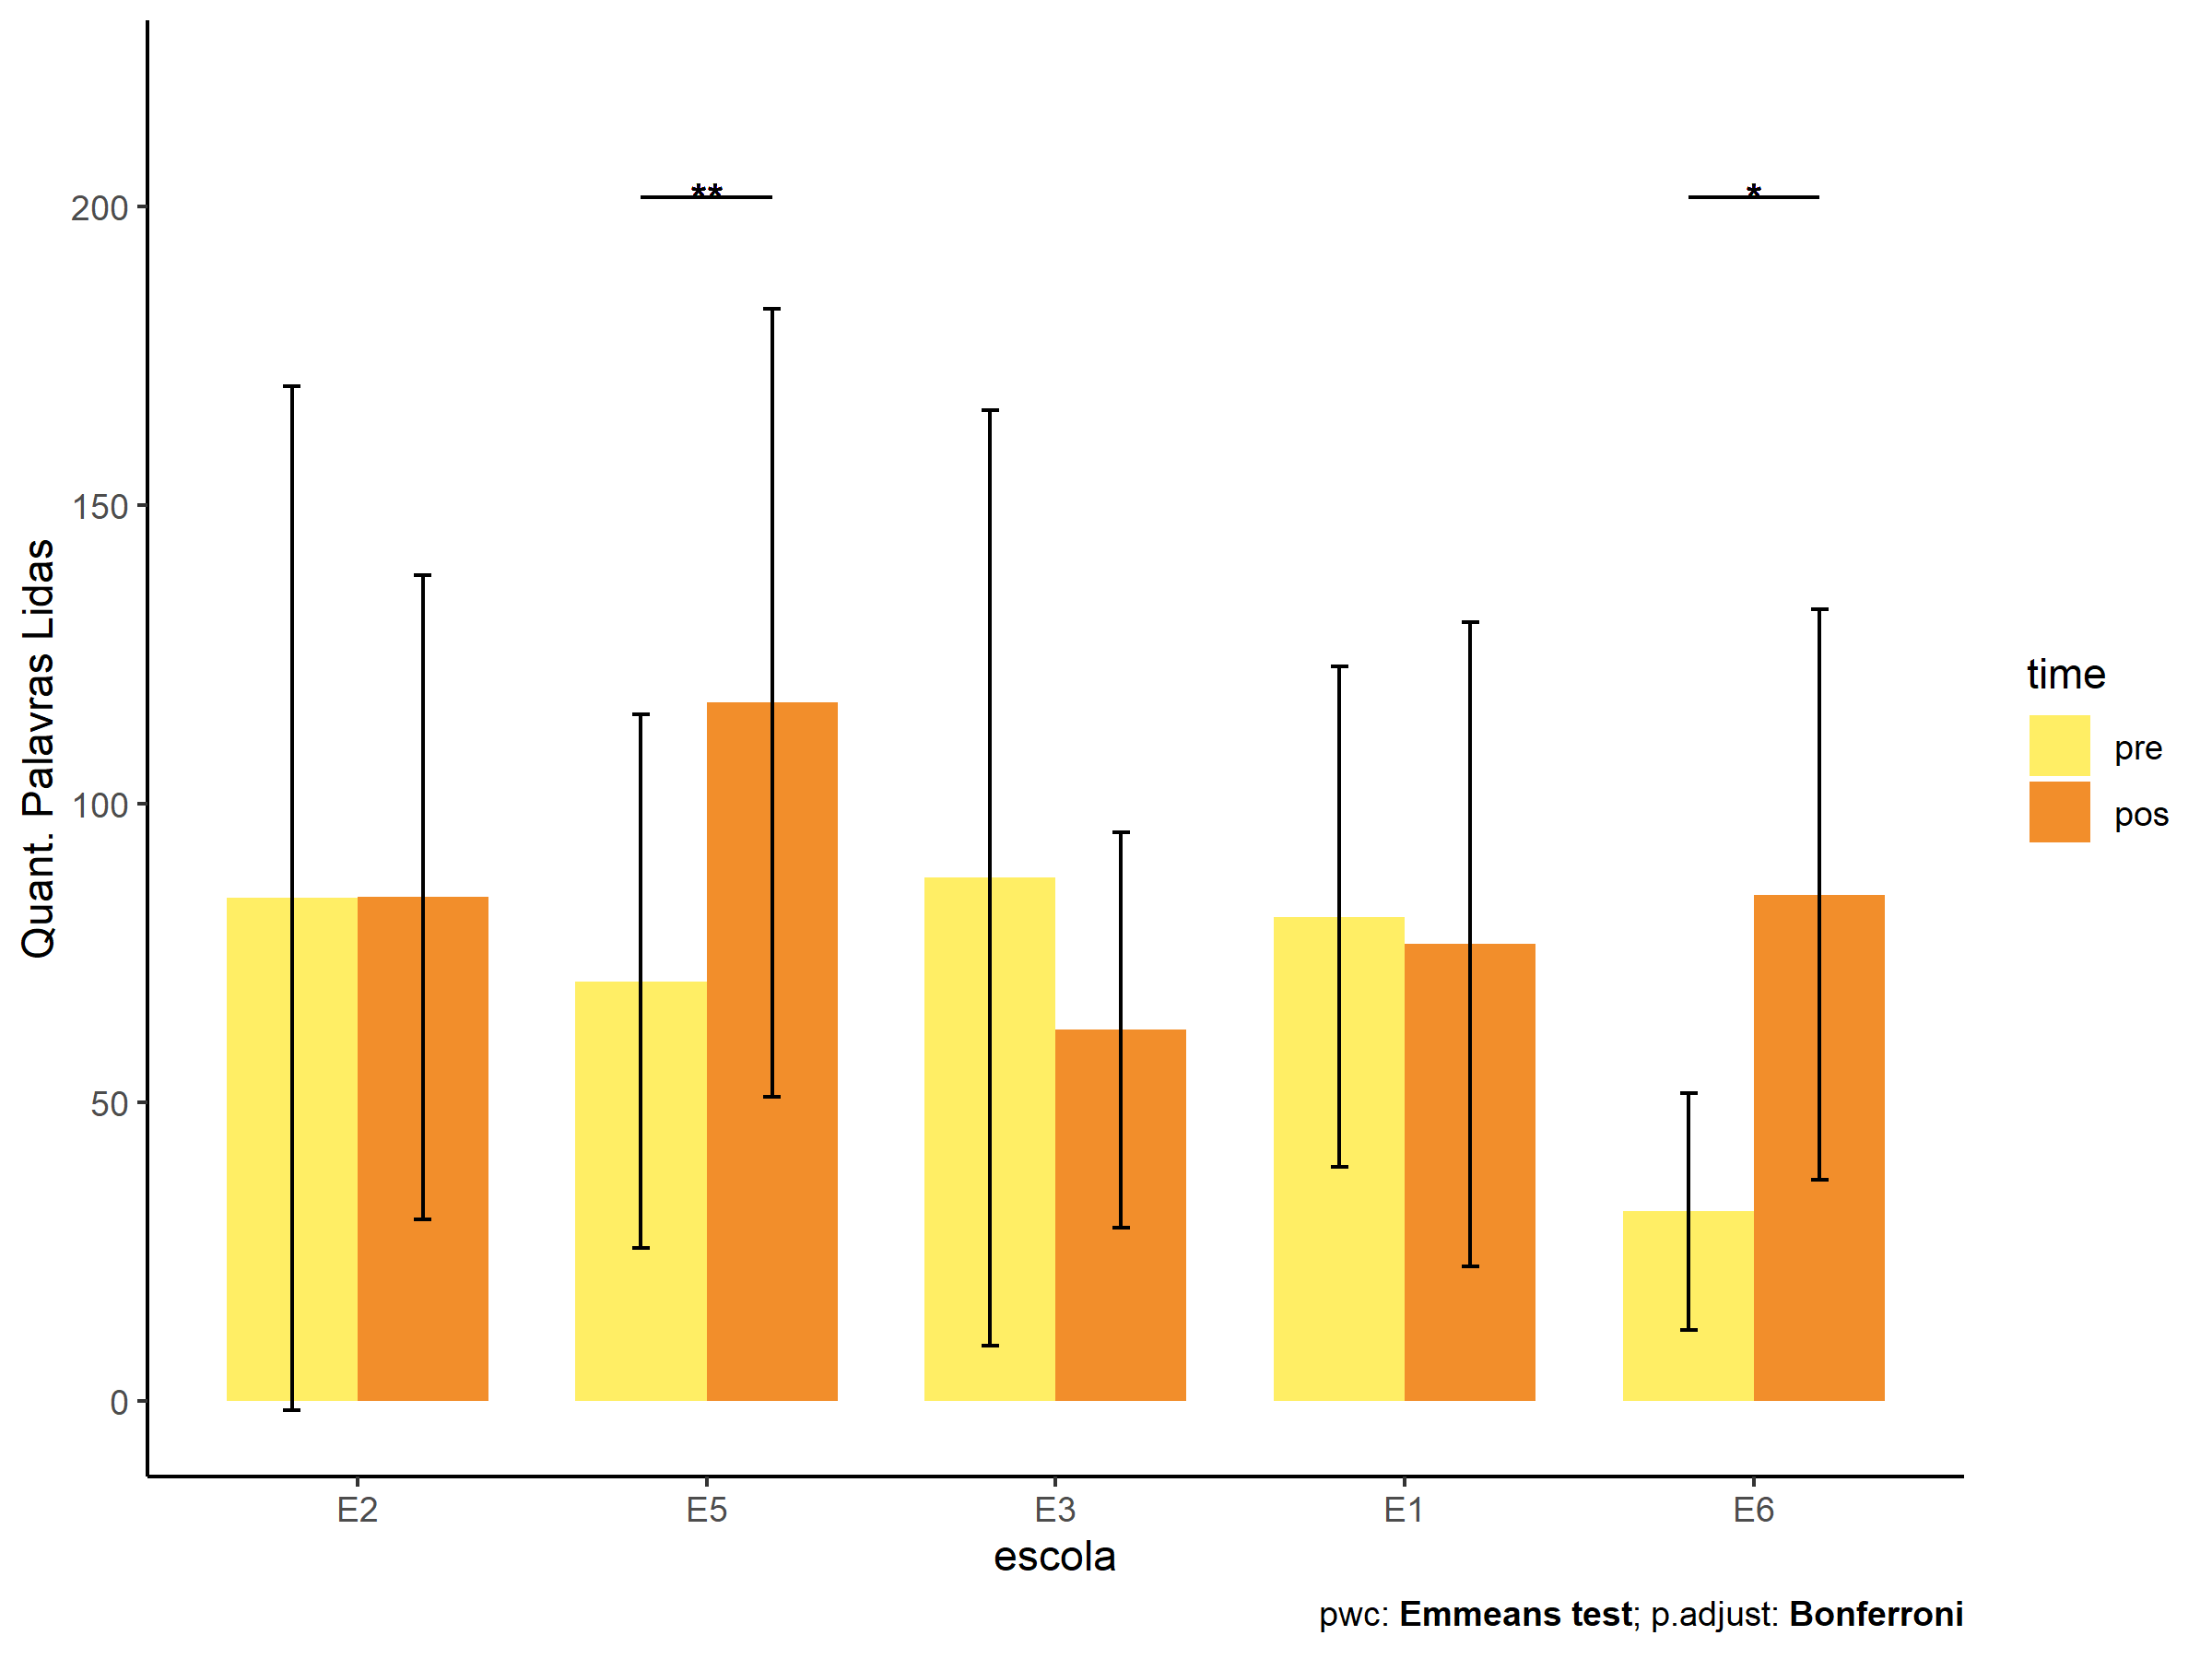 Quant. Palavras Lidas
200
150
100
50
0
**
*
E2 E5 E3 E1 E6
escola
time
pre
pos
pwc: Emmeans test; p.adjust: Bonferroni